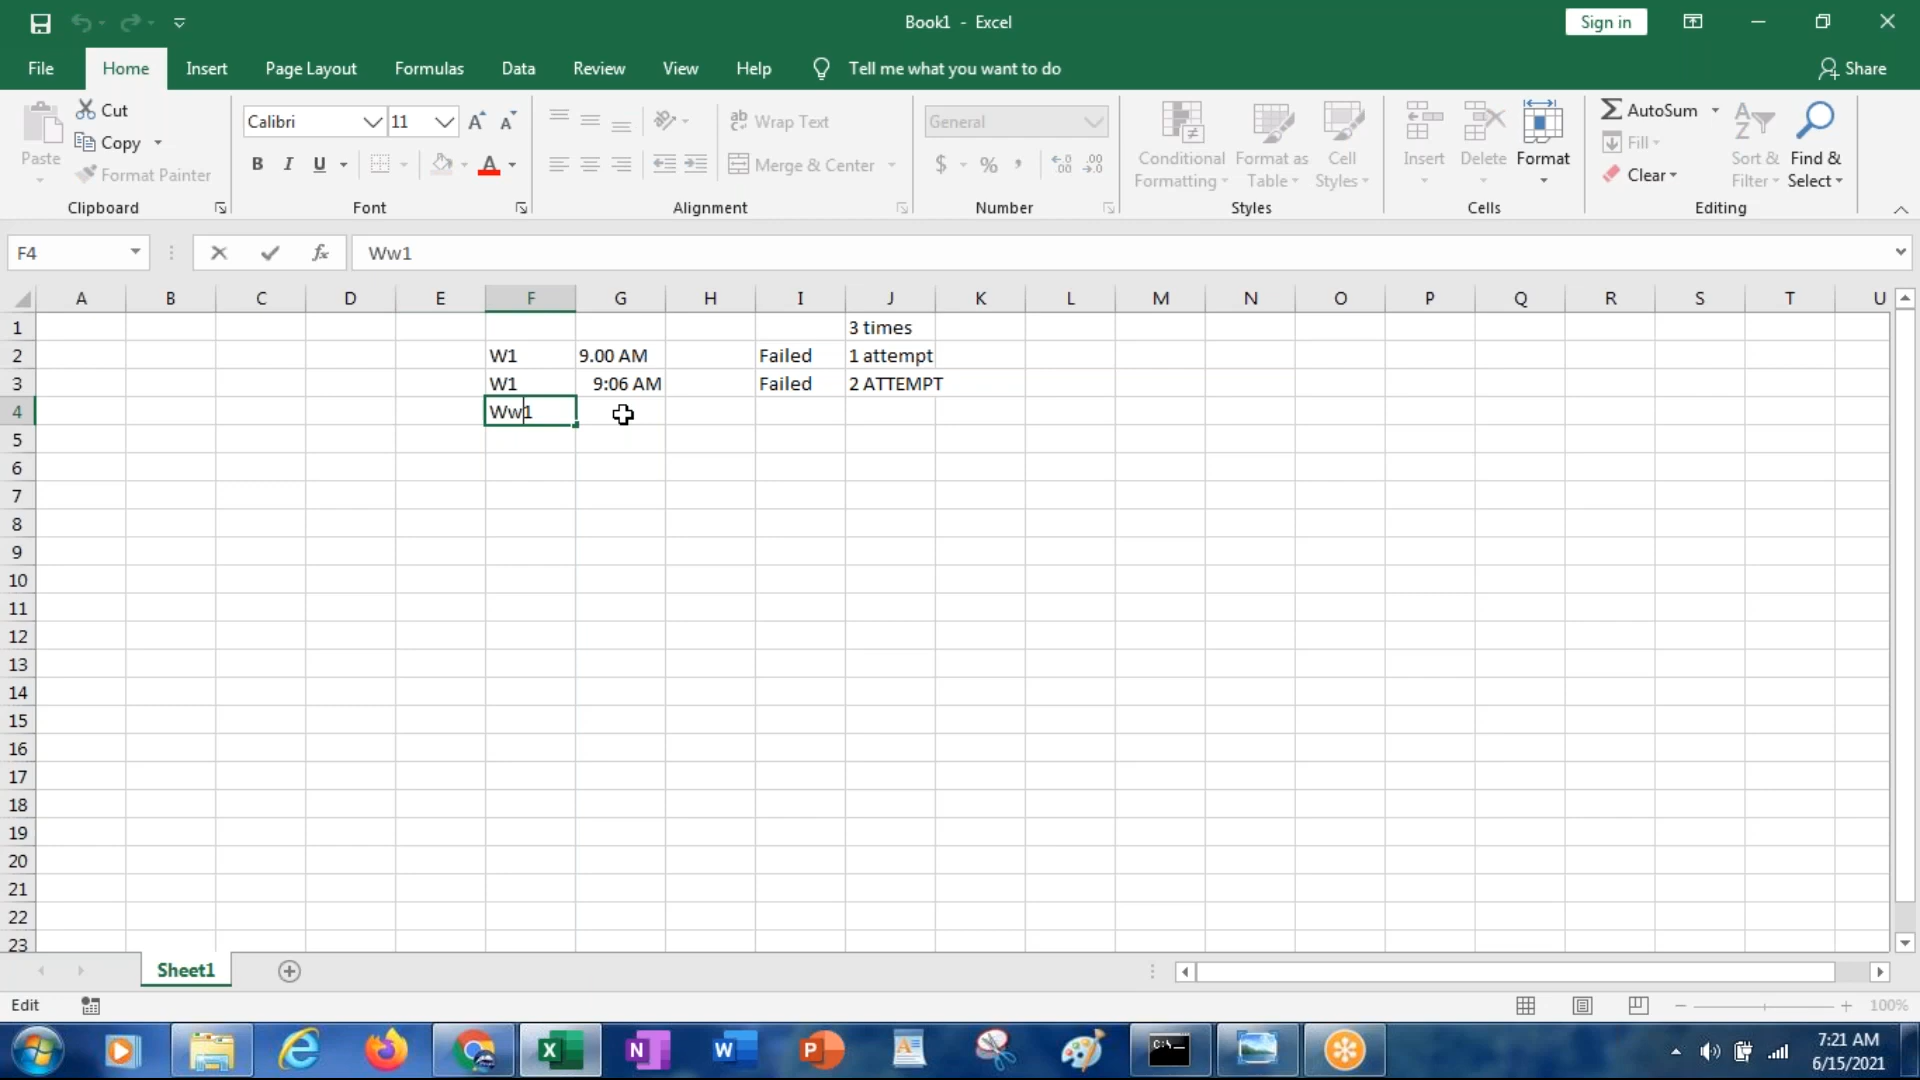 Book1 - Excel
Sign in
File Home Insert Page Layout Formulas Data Review View Help Tell me what you want to do Share
Cut
Copy
Format Painter
Paste
Clipboard
Calibri 11
B I U A
Font
ab Wrap Text
Merge & Center
Alignment
General
$ % ,
Number
Conditional Formatting
Format as Table
Cell Styles
Styles
Insert Delete Format
Cells
AutoSum
Fill
Clear
Sort & Filter
Find & Select
Editing
F4 fx Ww1
A B C D E F G H I J K L M N O P Q R S T U
1 3 times
2 W1 9.00 AM Failed 1 attempt
3 W1 9:06 AM Failed 2 ATTEMPT
4 Ww1
5
6
7
8
9
10
11
12
13
14
15
16
17
18
19
20
21
22
23
Sheet1
Edit 100%
7:21 AM
6/15/2021